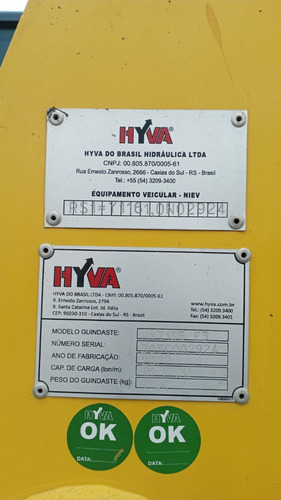 HYVA
HYVA DO BRASIL HIDRÁULICA LTDA
CNPJ: 00.805.870/0005-61
Rua Ernesto Zanrosso, 2666 - Caxias do Sul - RS - Brasil
Tel.: +55 (54) 3209-3400
EQUIPAMENTO VEICULAR - NIEV
HYVA
HYVA DO BRASIL LTDA - CNPJ: 00.805.870/0005-61
R. Ernesto Zanrosso, 2794
B. Santa Catarina Lot. Jd. Itália
CEP: 95030-310 - Caxias do Sul - RS - Brasil
www.hyva.com.br
Tel: (54) 3209.3400
Fax: (54) 3209.3401
MODELO GUINDASTE:
NÚMERO SERIAL:
ANO DE FABRICAÇÃO
CAP. DE CARGA (ton/m):
PESO DO GUINDASTE (kg):
HYVA
OK
DATA:
HYVA
OK
DATA: